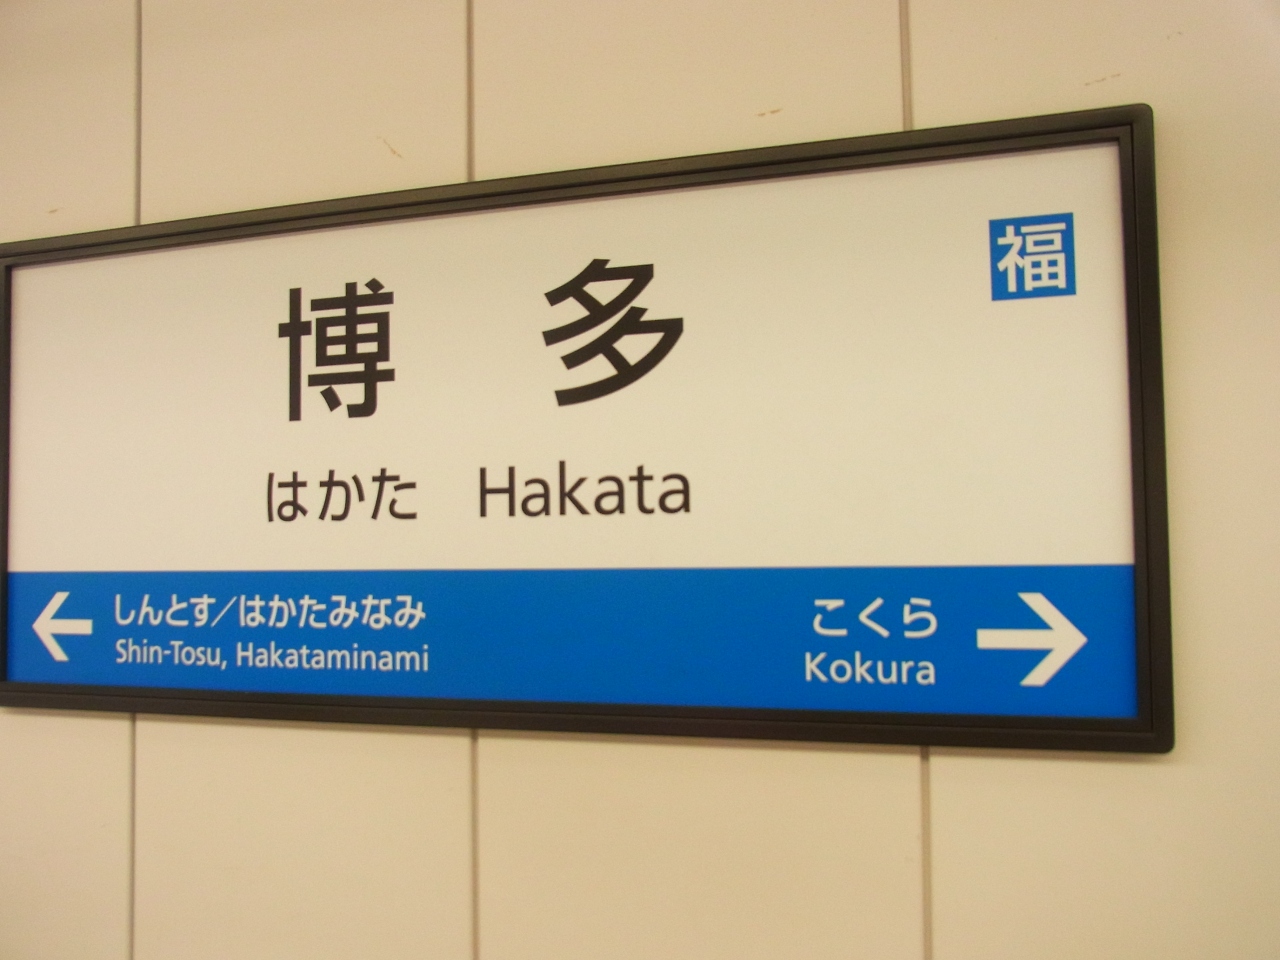 福
博多
はかた Hakata
しんとす/はかたみなみ
Shin-Tosu, Hakataminami
こくら
Kokura